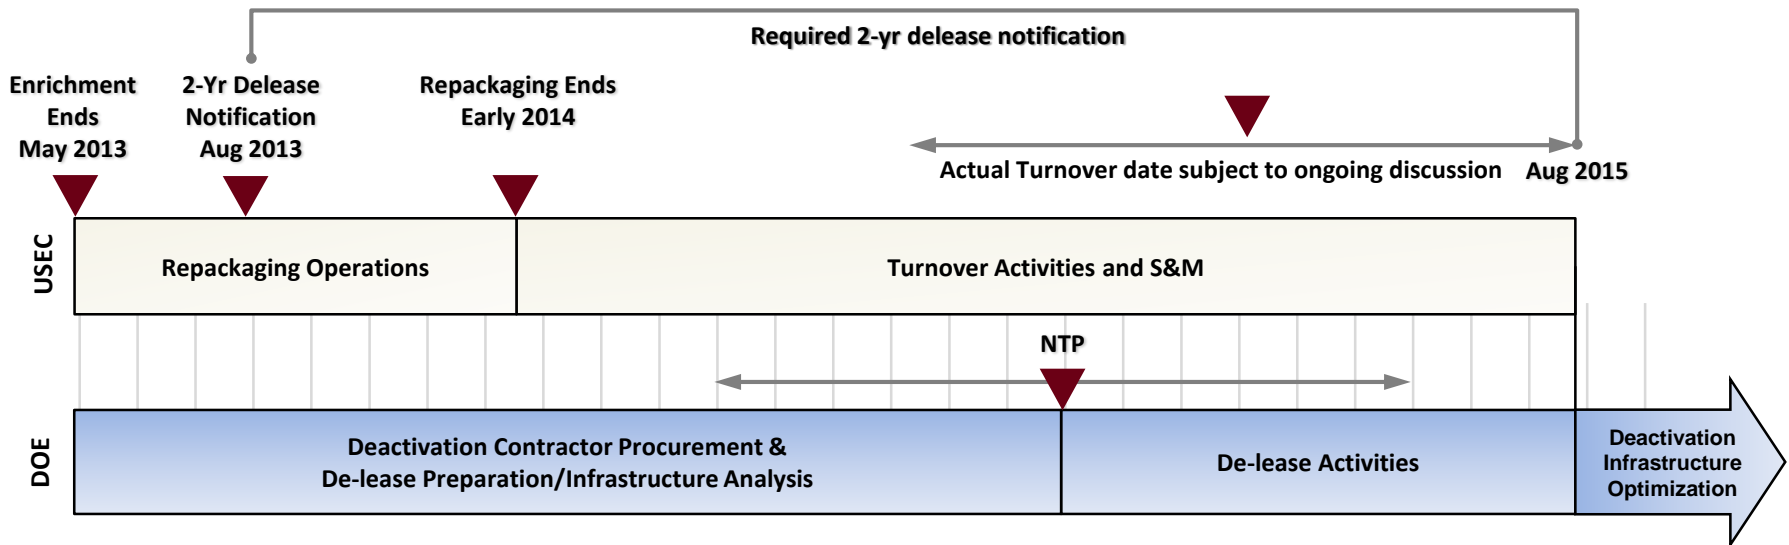 Required 2-yr delease notification
Enrichment
Ends
May 2013
2-Yr Delease
Notification
Aug 2013
Repackaging Ends
Early 2014
Actual Turnover date subject to ongoing discussion
Aug 2015
USEC
Repackaging Operations
Turnover Activities and S&M
NTP
DOE
Deactivation Contractor Procurement &
De-lease Preparation/Infrastructure Analysis
De-lease Activities
Deactivation
Infrastructure
Optimization